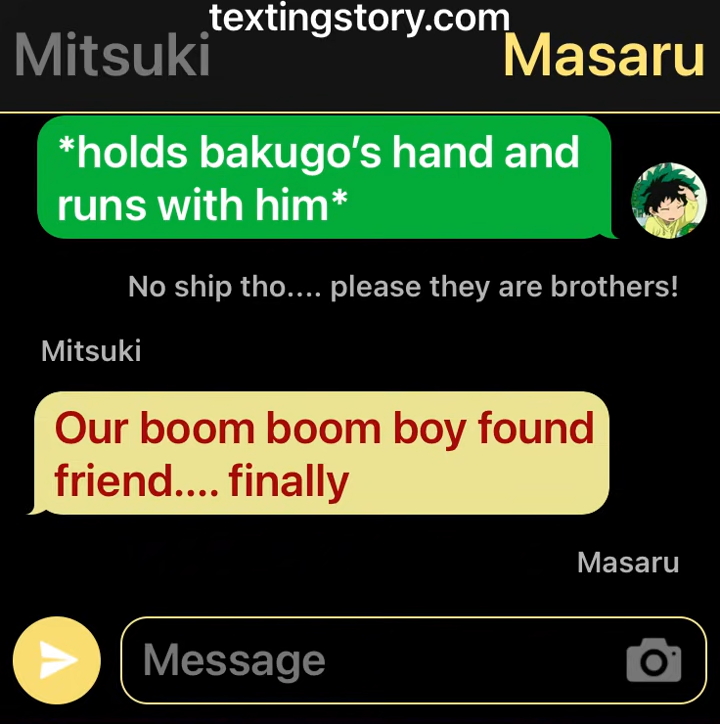 textingstory.com
Mitsuki
Masaru
*holds bakugo’s hand and
runs with him*
No ship tho.... please they are brothers!
Mitsuki
Our boom boom boy found
friend.... finally
Masaru
Message